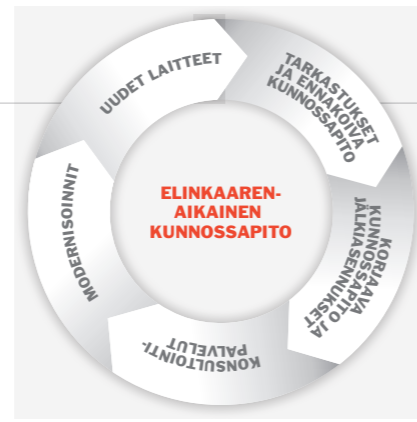 UUDET LAITTEET
TARKASTUKSET
JA ENNAKOIVA
KUNNOSSAPITO
KORJAAVA
KUNNOSSAPITO JA
JÄLKIASENNUKSET
KONSULTOINTI-
PALVELUT
MODERNISOINNIT
ELINKAAREN-
AIKAINEN
KUNNOSSAPITO